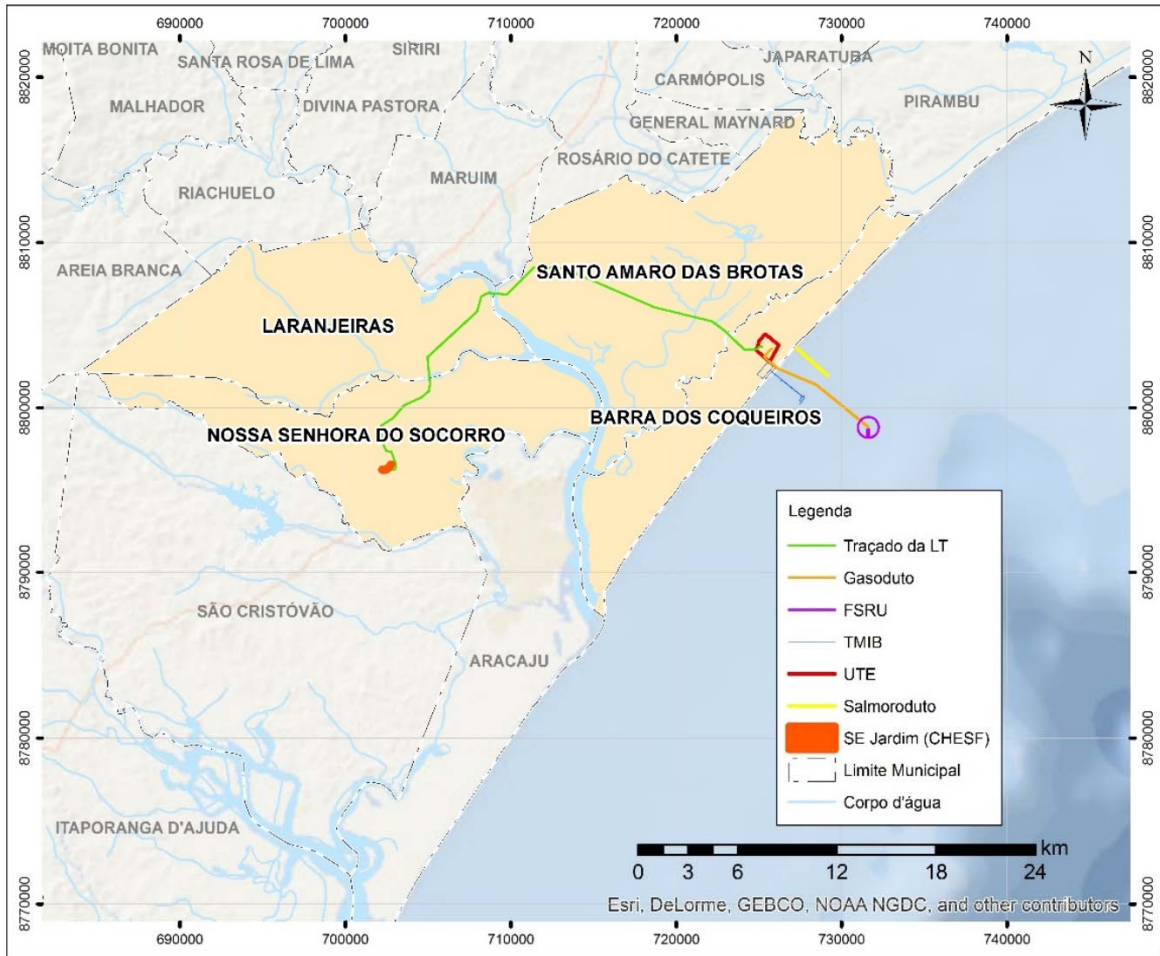 690000 700000 710000 720000 730000 740000
MOITA BONITA
SANTA ROSA DE LIMA
SIRIRI
JAPARATUBA
CARMÓPOLIS
N
8820000
8820000
MALHADOR
DIVINA PASTORA
PIRAMBU
GENERAL MAYNARD
ROSÁRIO DO CATETE
MARUIM
RIACHUELO
8810000
8810000
AREIA BRANCA
SANTO AMARO DAS BROTAS
LARANJEIRAS
8800000
8800000
BARRA DOS COQUEIROS
NOSSA SENHORA DO SOCORRO
8790000
8790000
SÃO CRISTÓVÃO
ARACAJU
8780000
8780000
ITAPORANGA D'AJUDA
8770000
8770000
Legenda
Traçado da LT
Gasoduto
FSRU
TMIB
UTE
Salmoroduto
SE Jardim (CHESF)
Limite Municipal
Corpo d'água
km
0 3 6 12 18 24
Esri, DeLorme, GEBCO, NOAA NGDC, and other contributors
690000 700000 710000 720000 730000 740000